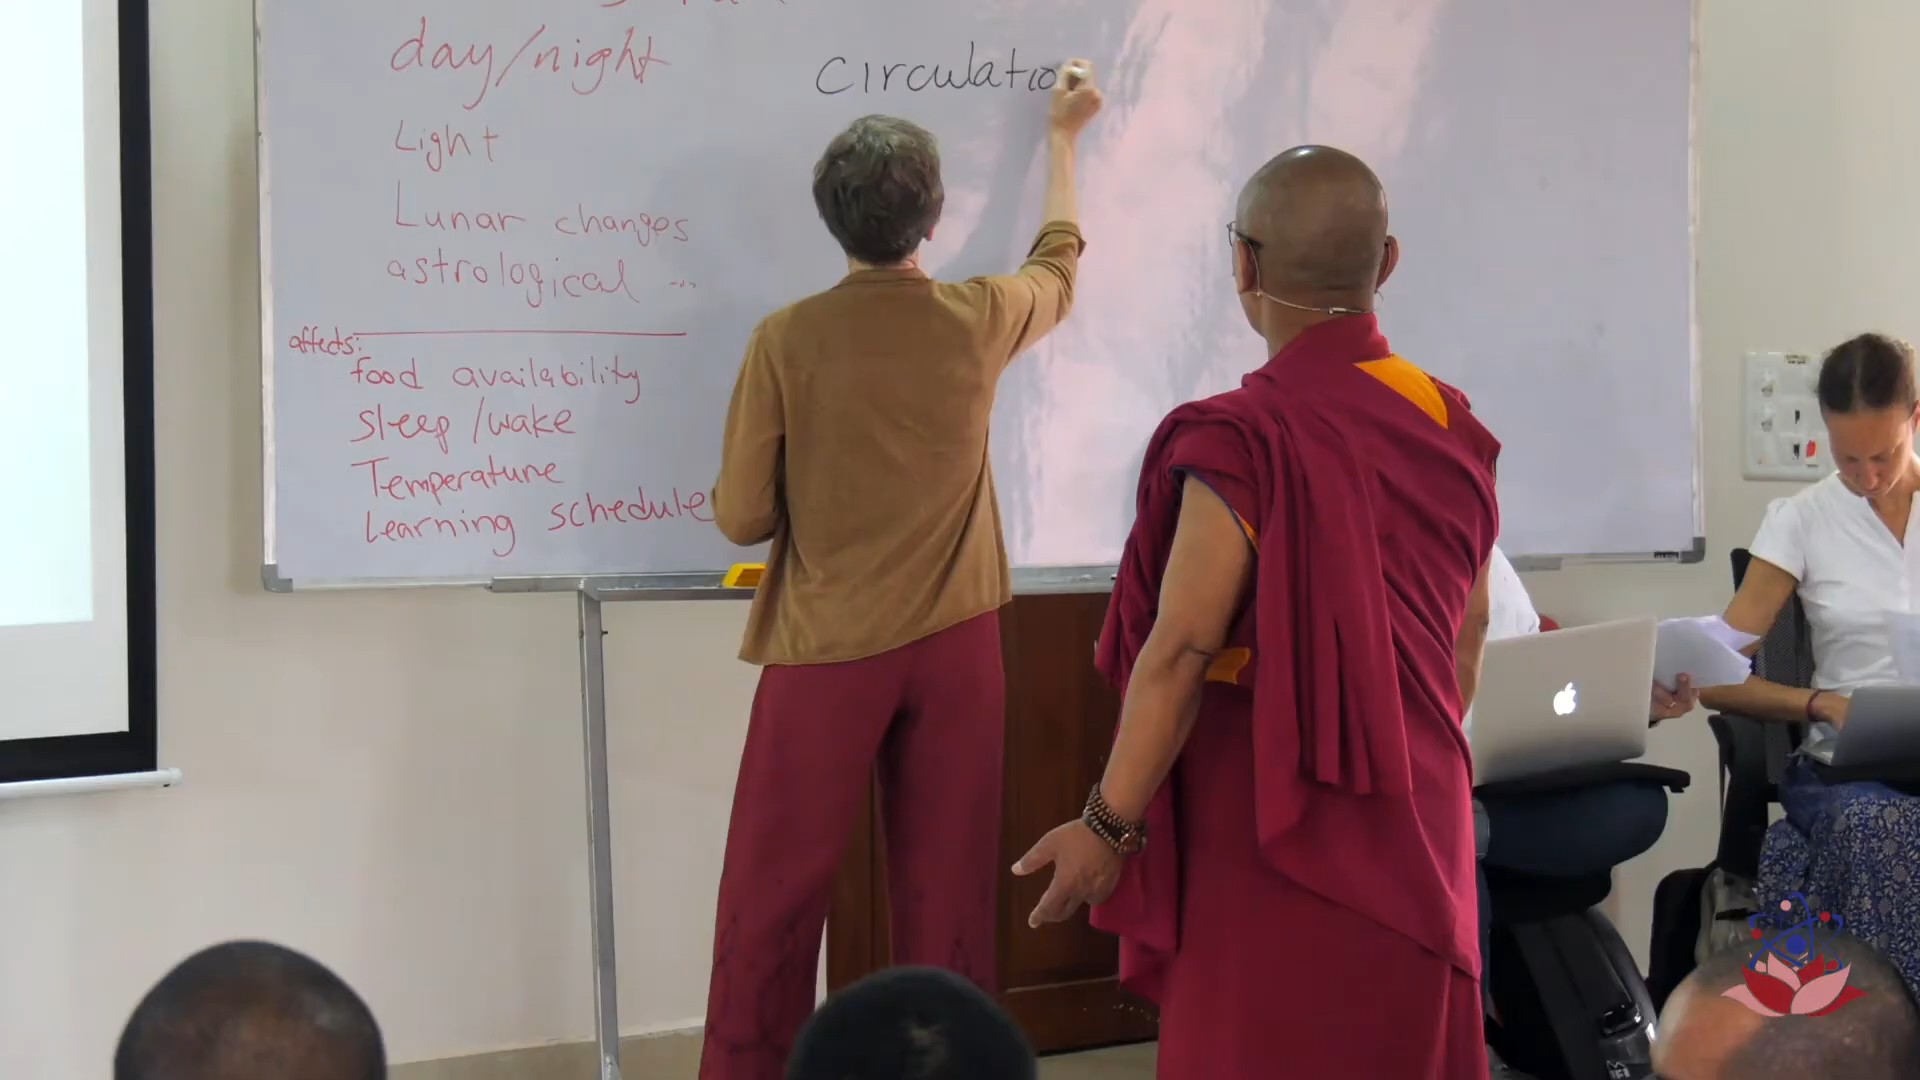 day/night
Light
Lunar changes
astrological ...
affects:
food availability
sleep/wake
Temperature
Learning schedule
circulatio